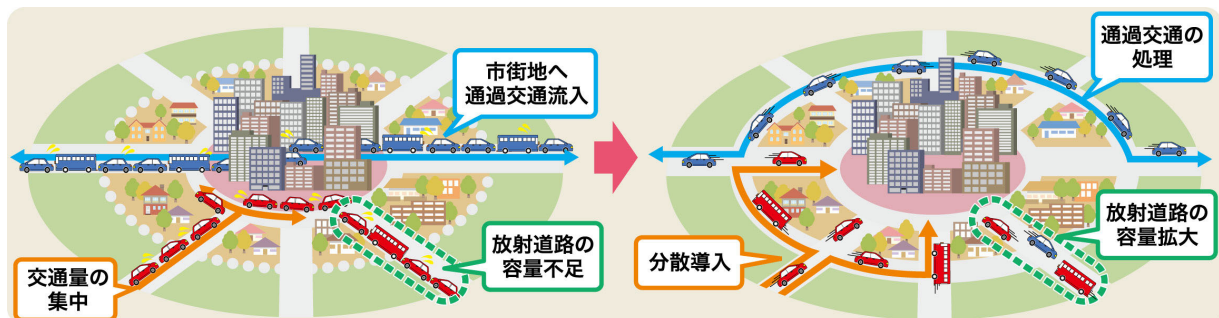 市街地へ
通過交通流入
交通量の
集中
放射道路の
容量不足
通過交通の
処理
分散導入
放射道路の
容量拡大